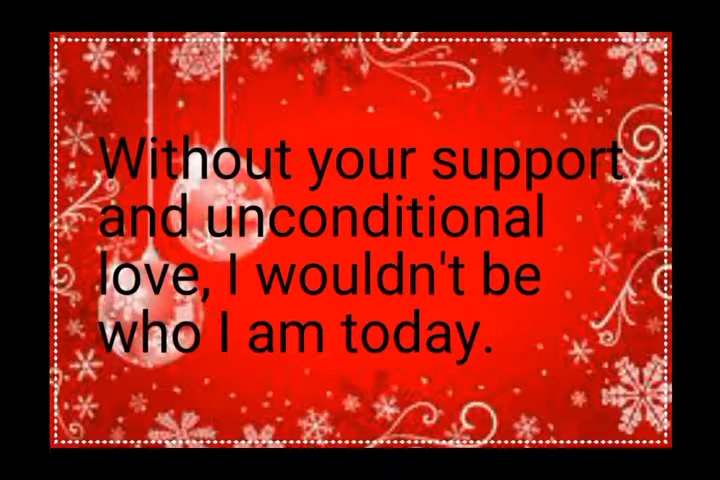 Without your support
and unconditional
love, I wouldn't be
who I am today.